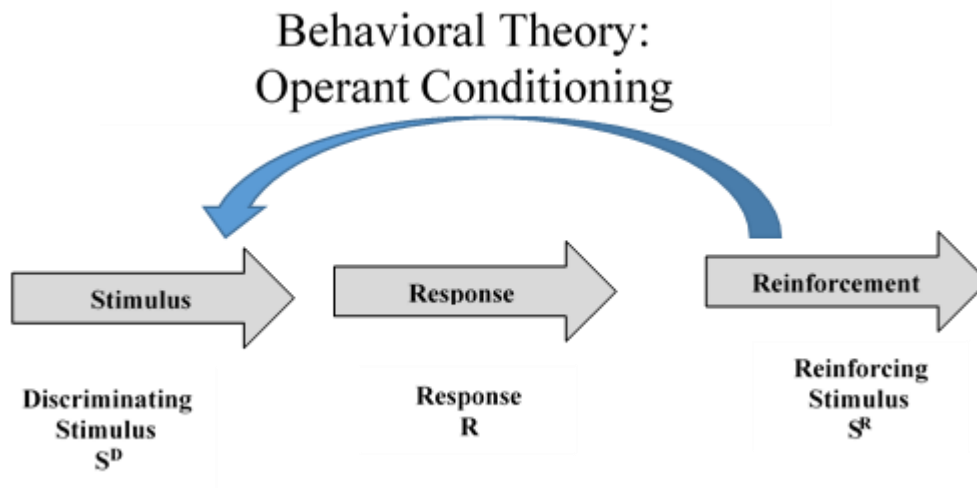 Behavioral Theory:
Operant Conditioning
Stimulus
Response
Reinforcement
Discriminating
Stimulus
S^D
Response
R
Reinforcing
Stimulus
S^R